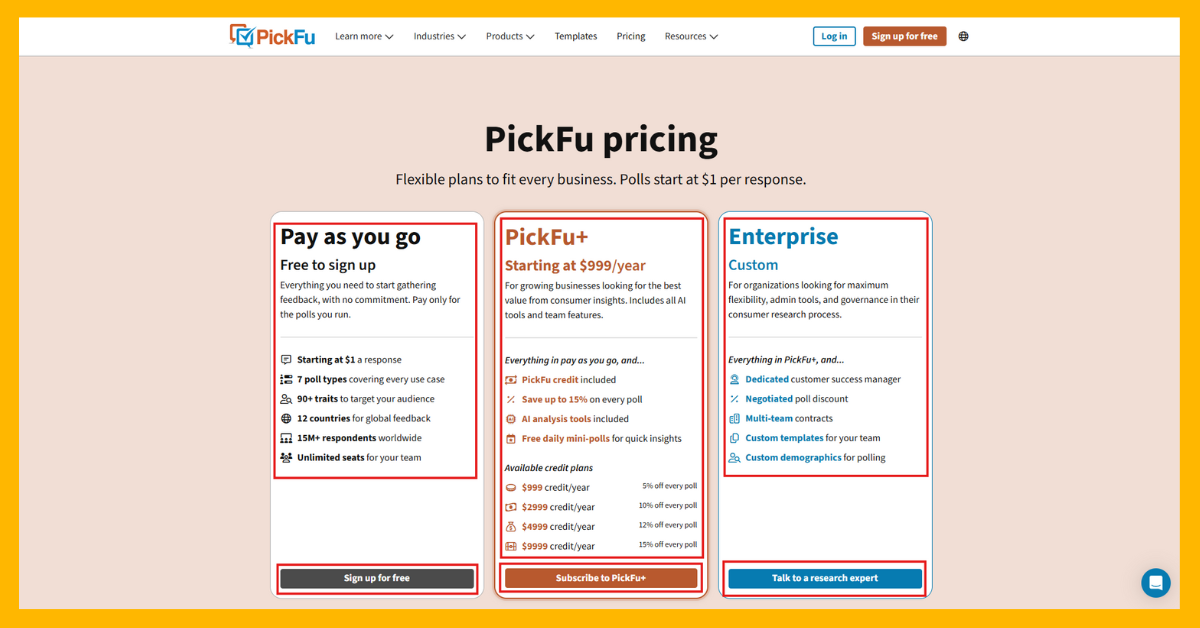 PickFu
Learn more
Industries
Products
Templates
Pricing
Resources
Log in
Sign up for free
PickFu pricing
Flexible plans to fit every business. Polls start at $1 per response.
Pay as you go
Free to sign up
Everything you need to start gathering
feedback, with no commitment. Pay only for
the polls you run.
Starting at $1 a response
7 poll types covering every use case
90+ traits to target your audience
12 countries for global feedback
15M+ respondents worldwide
Unlimited seats for your team
Sign up for free
PickFu+
Starting at $999/year
For growing businesses looking for the best
value from consumer insights. Includes all AI
tools and team features.
Everything in pay as you go, and...
PickFu credit included
Save up to 15% on every poll
AI analysis tools included
Free daily mini-polls for quick insights
Available credit plans
$999 credit/year 5% off every poll
$2999 credit/year 10% off every poll
$4999 credit/year 12% off every poll
$9999 credit/year 15% off every poll
Subscribe to PickFu+
Enterprise
Custom
For organizations looking for maximum
flexibility, admin tools, and governance in their
consumer research process.
Everything in PickFu+, and...
Dedicated customer success manager
Negotiated poll discount
Multi-team contracts
Custom templates for your team
Custom demographics for polling
Talk to a research expert